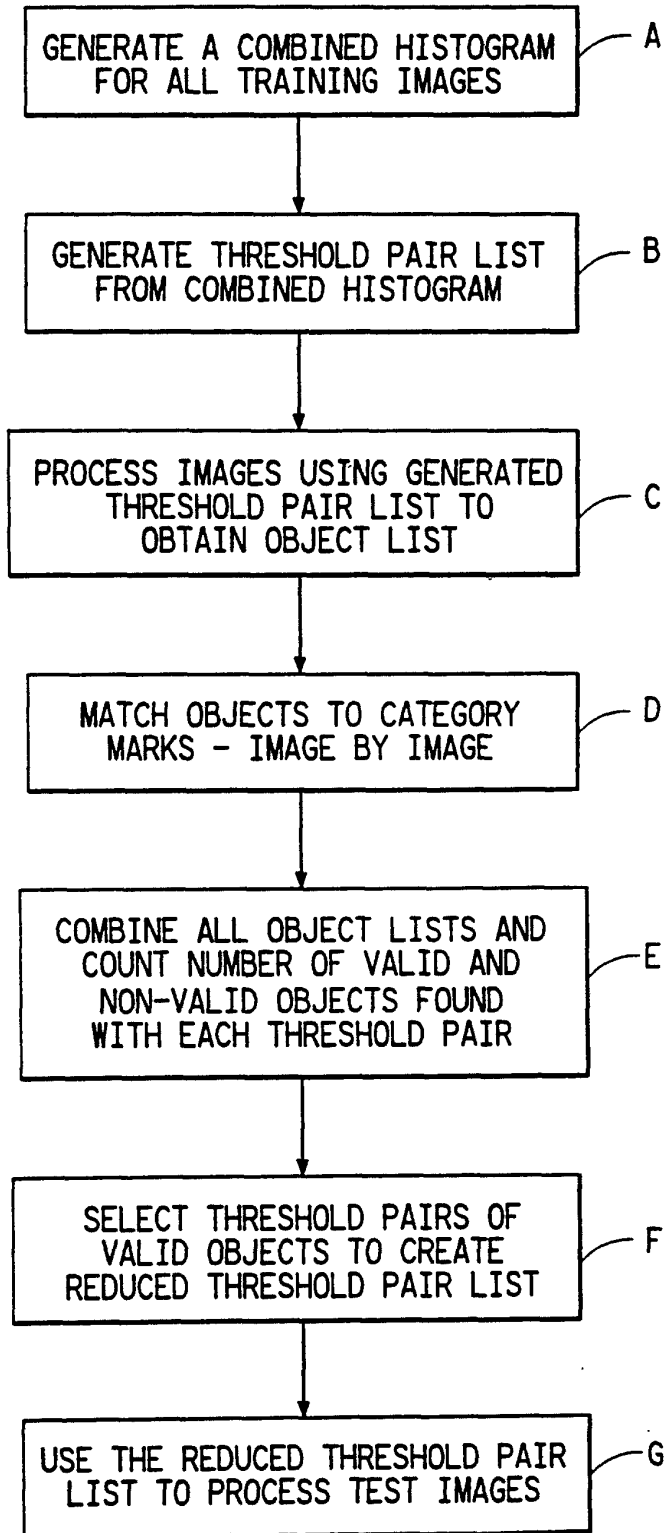 GENERATE A COMBINED HISTOGRAM
FOR ALL TRAINING IMAGES
A
GENERATE THRESHOLD PAIR LIST
FROM COMBINED HISTOGRAM
B
PROCESS IMAGES USING GENERATED
THRESHOLD PAIR LIST TO
OBTAIN OBJECT LIST
C
MATCH OBJECTS TO CATEGORY
MARKS - IMAGE BY IMAGE
D
COMBINE ALL OBJECT LISTS AND
COUNT NUMBER OF VALID AND
NON-VALID OBJECTS FOUND
WITH EACH THRESHOLD PAIR
E
SELECT THRESHOLD PAIRS OF
VALID OBJECTS TO CREATE
REDUCED THRESHOLD PAIR LIST
F
USE THE REDUCED THRESHOLD PAIR
LIST TO PROCESS TEST IMAGES
G